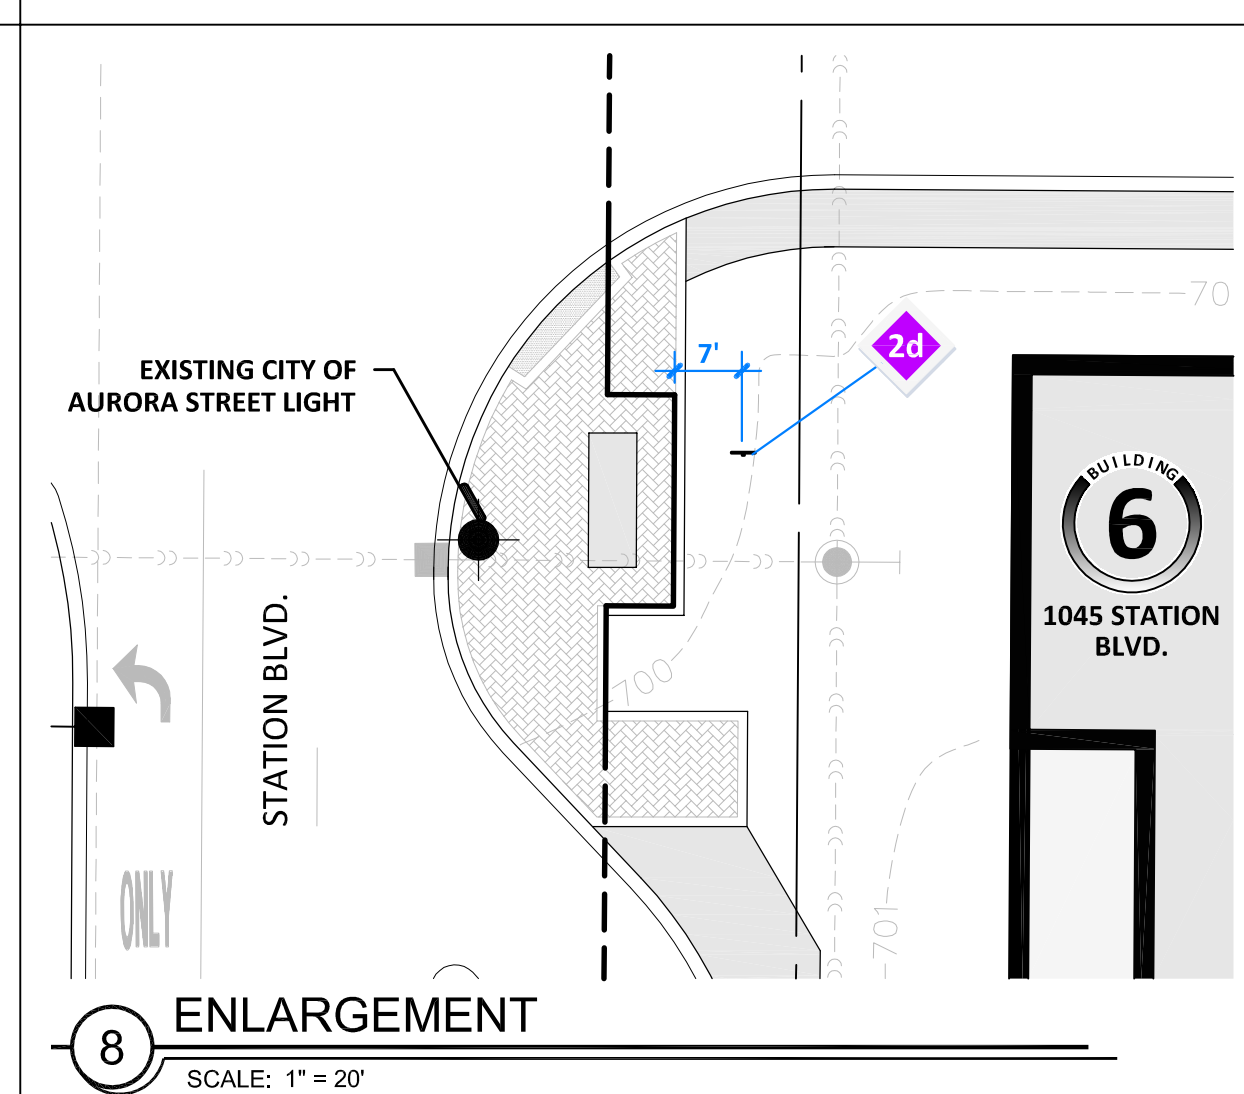 70
7'
2d
EXISTING CITY OF
AURORA STREET LIGHT
BUILDING
6
1045 STATION
BLVD.
STATION BLVD.
700
ONLY
701
8
ENLARGEMENT
SCALE: 1" = 20'